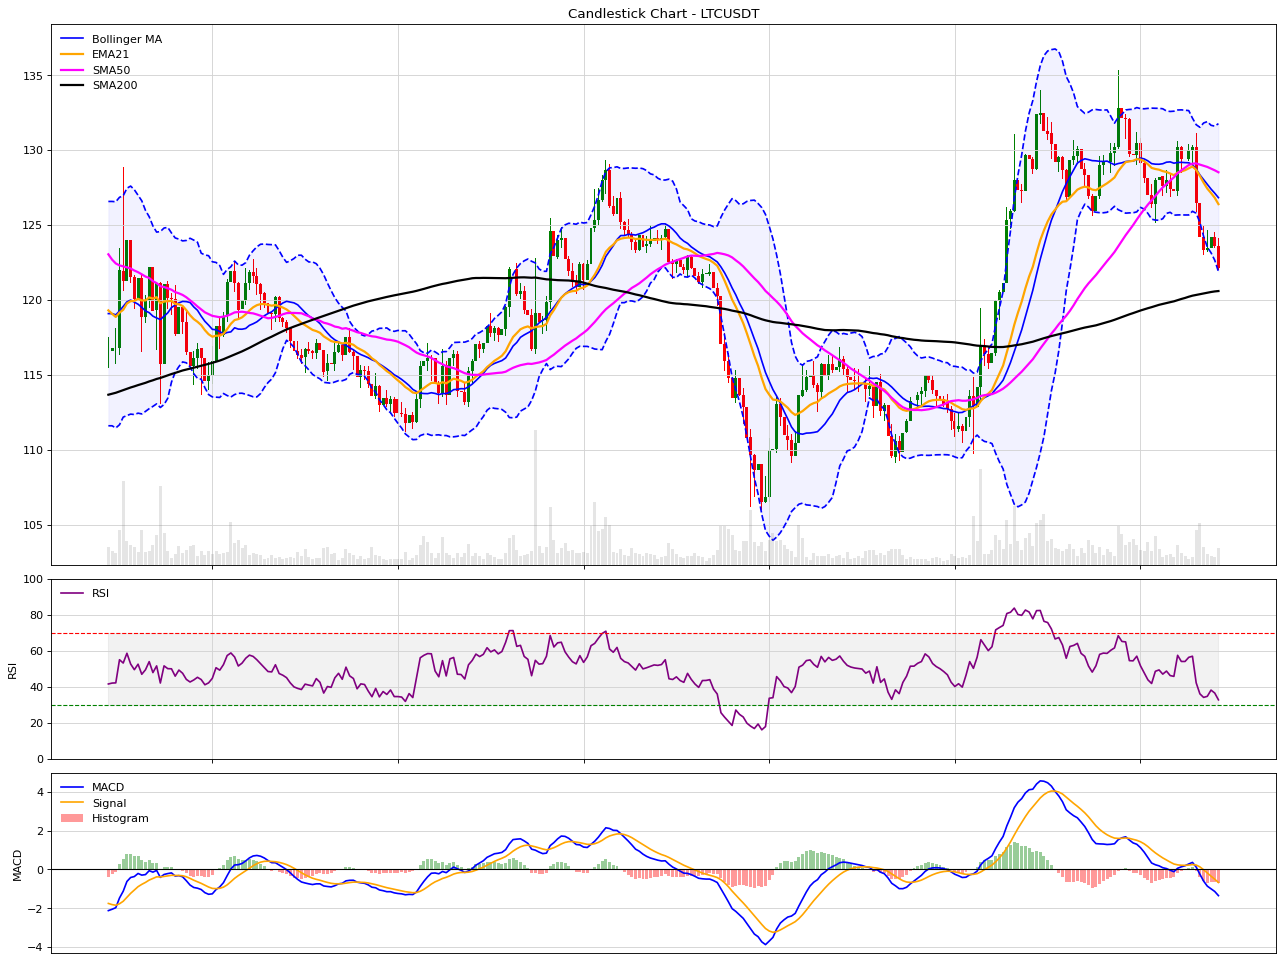 Candlestick Chart - LTCUSDT
Bollinger MA
EMA21
SMA50
SMA200
135
130
125
120
115
110
105
100
80
60
40
20
0
RSI
RSI
4
2
0
−2
−4
MACD
MACD
Signal
Histogram